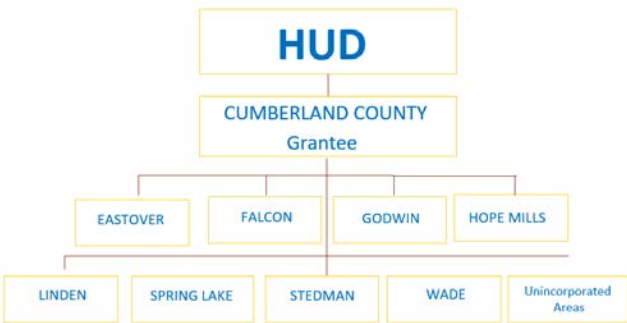 HUD
CUMBERLAND COUNTY
Grantee
EASTOVER
FALCON
GODWIN
HOPE MILLS
LINDEN
SPRING LAKE
STEDMAN
WADE
Unincorporated
Areas